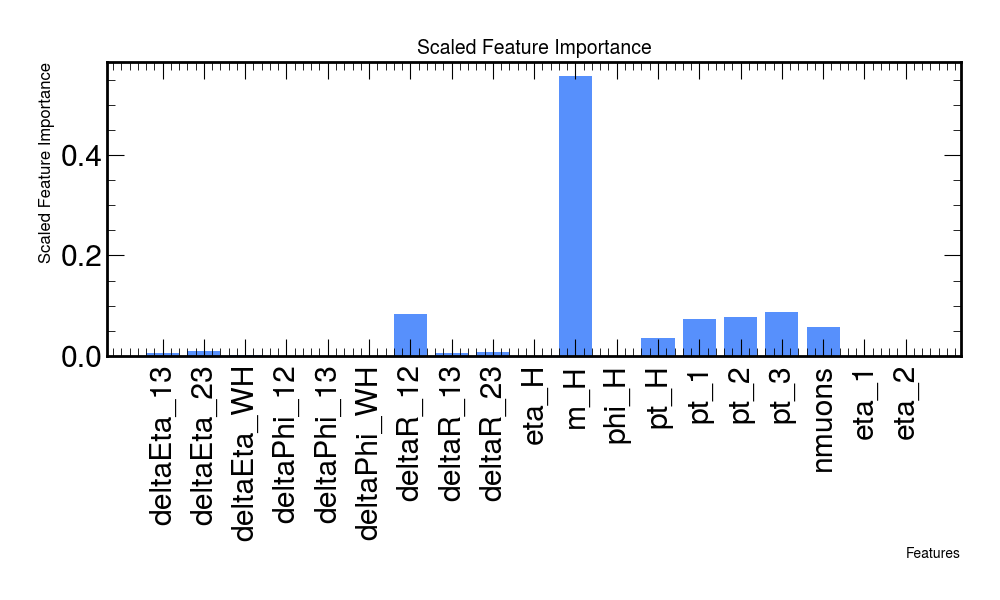 Scaled Feature Importance
Scaled Feature Importance
0.4
0.2
0.0
deltaEta_13
deltaEta_23
deltaEta_WH
deltaPhi_12
deltaPhi_13
deltaPhi_WH
deltaR_12
deltaR_13
deltaR_23
eta_H
m_H
phi_H
pt_H
pt_1
pt_2
pt_3
nmuons
eta_1
eta_2
Features